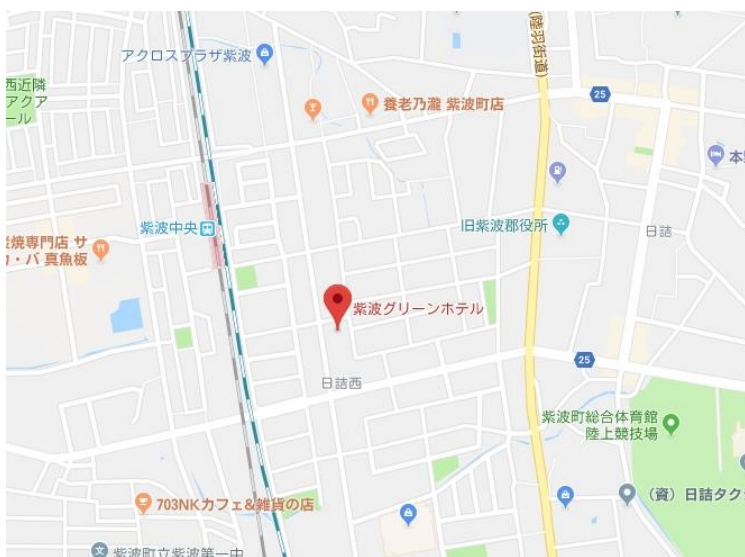 (陸羽街道)
アクロスプラザ紫波
西近隣
アクア
ール
養老乃瀧 紫波町店
25
本
紫波中央
旧紫波郡役所
日詰
炭焼専門店 サ
カ・バ 真魚板
紫波グリーンホテル
25
日詰西
紫波町総合体育館
陸上競技場
703NKカフェ&雑貨の店
(資)日詰タク
紫波町立紫波第一中